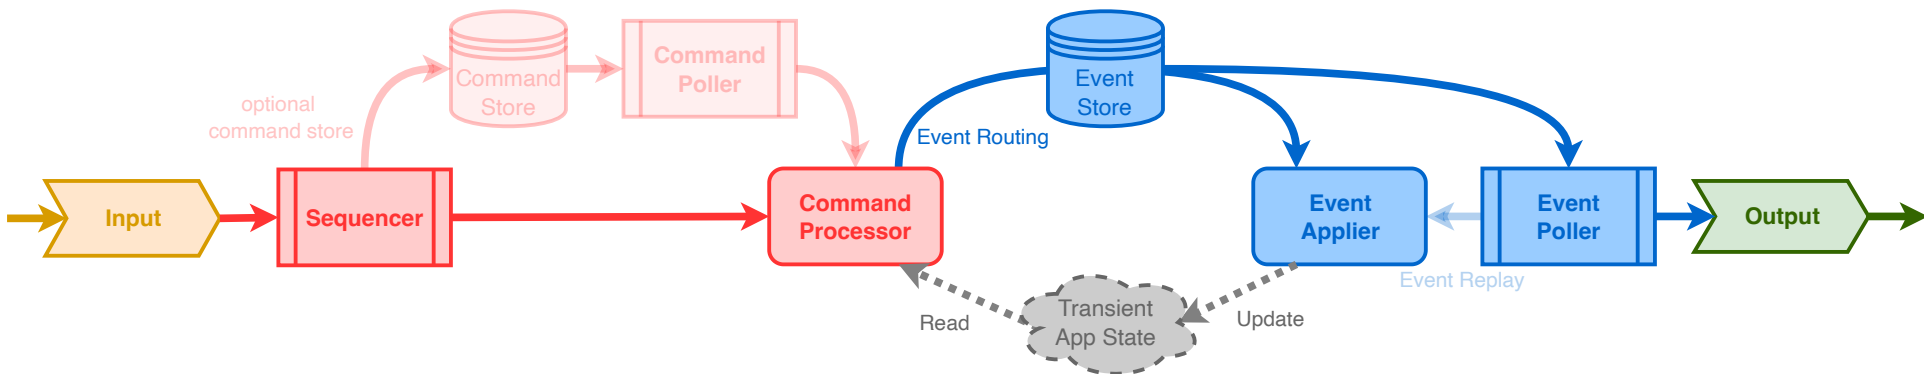 Command
Store
Command
Poller
optional
command store
Event
Store
Event Routing
Input
Sequencer
Command
Processor
Event
Applier
Event
Poller
Output
Event Replay
Read
Transient
App State
Update